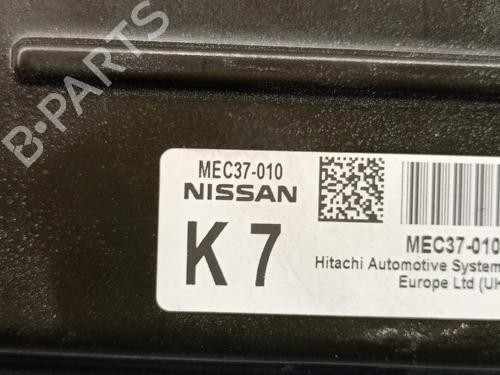 B-PARTS
MEC37-010
NISSAN
K 7
MEC37-010
Hitachi Automotive System
Europe Ltd (UK